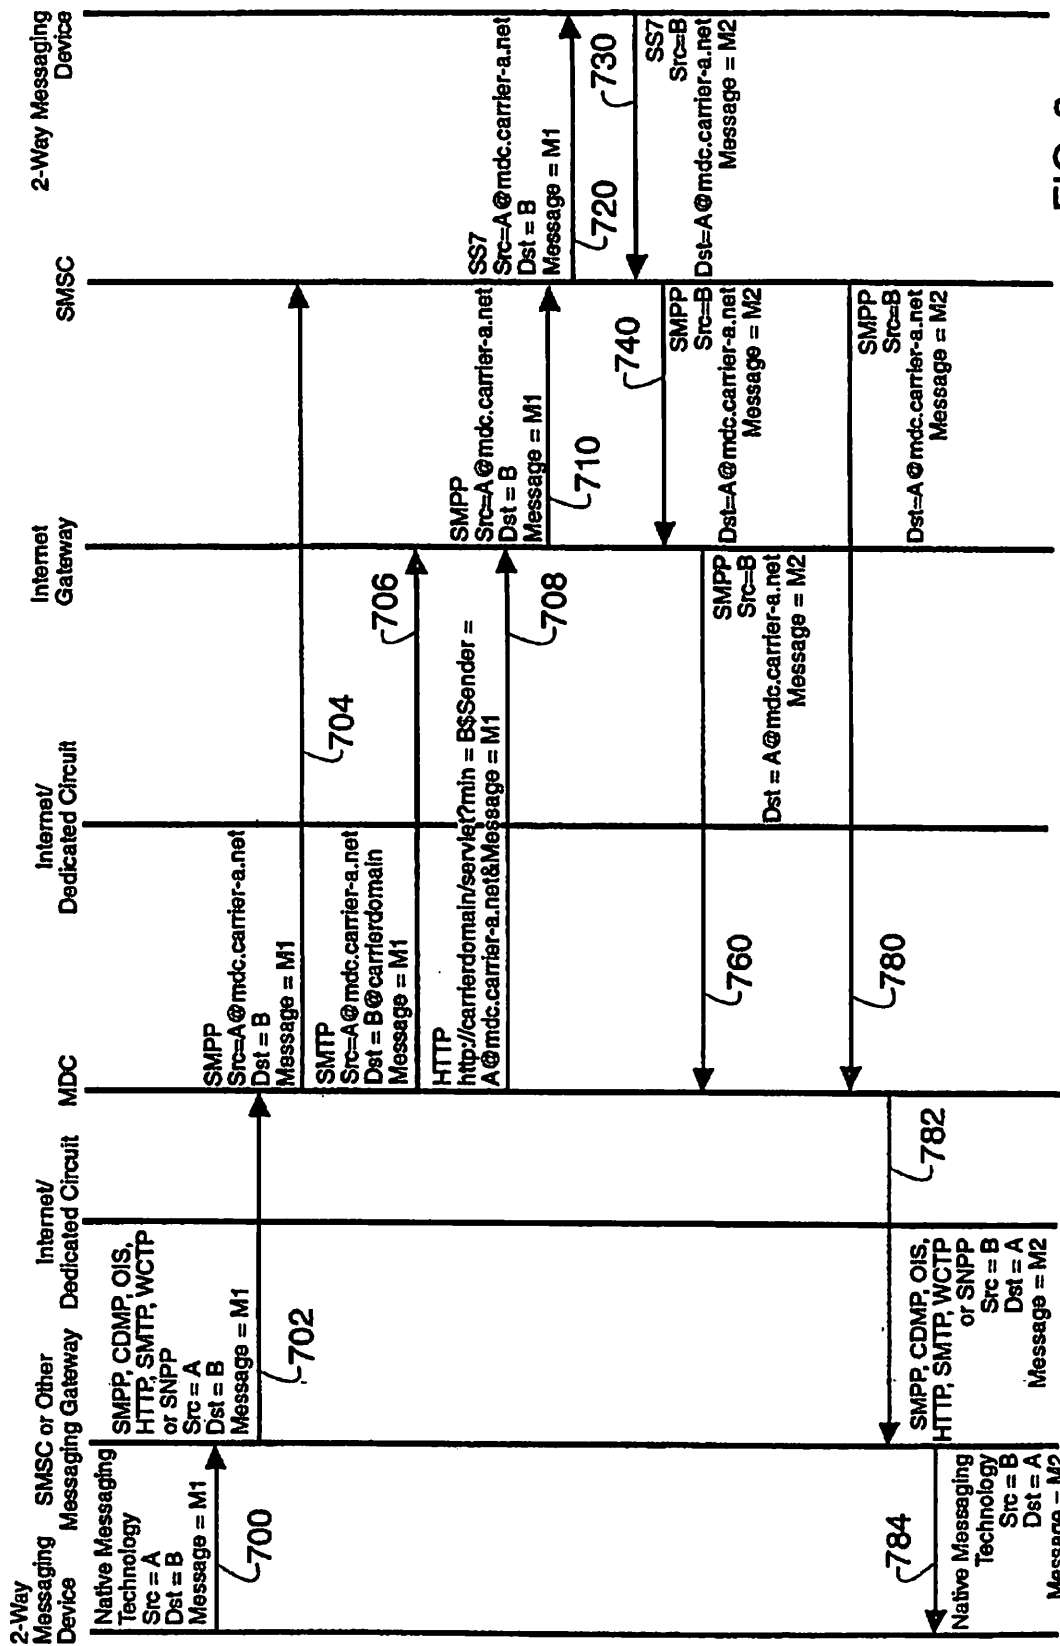 2-Way
Messaging
Device
SMSC or Other
Messaging Gateway
Internet/
Dedicated Circuit
MDC
Internet/
Dedicated Circuit
Internet
Gateway
SMSC
2-Way Messaging
Device
Native Messaging
Technology
Src = A
Dst = B
Message = M1
700
SMPP, CDMP, OIS,
HTTP, SMTP, WCTP
or SNPP
Src = A
Dst = B
Message = M1
702
SMPP
Src=A@mdc.carrier-a.net
Dst = B
Message = M1
704
SMTP
Src=A@mdc.carrier-a.net
Dst = B@carrierdomain
Message = M1
706
HTTP
http://carrierdomain/servlet?min = B$Sender =
A@mdc.carrier-a.net&Message = M1
708
SMPP
Src=A@mdc.carrier-a.net
Dst = B
Message = M1
710
SS7
Src=A@mdc.carrier-a.net
Dst = B
Message = M1
720
730
SS7
Src=B
Dst=A@mdc.carrier-a.net
Message = M2
740
SMPP
Src=B
Dst=A@mdc.carrier-a.net
Message = M2
SMPP
Src=B
Dst = A@mdc.carrier-a.net
Message = M2
760
SMPP
Src=B
Dst=A@mdc.carrier-a.net
Message = M2
780
782
SMPP, CDMP, OIS,
HTTP, SMTP, WCTP
or SNPP
Src = B
Dst = A
Message = M2
784
Native Messaging
Technology
Src = B
Dst = A
Message = M2